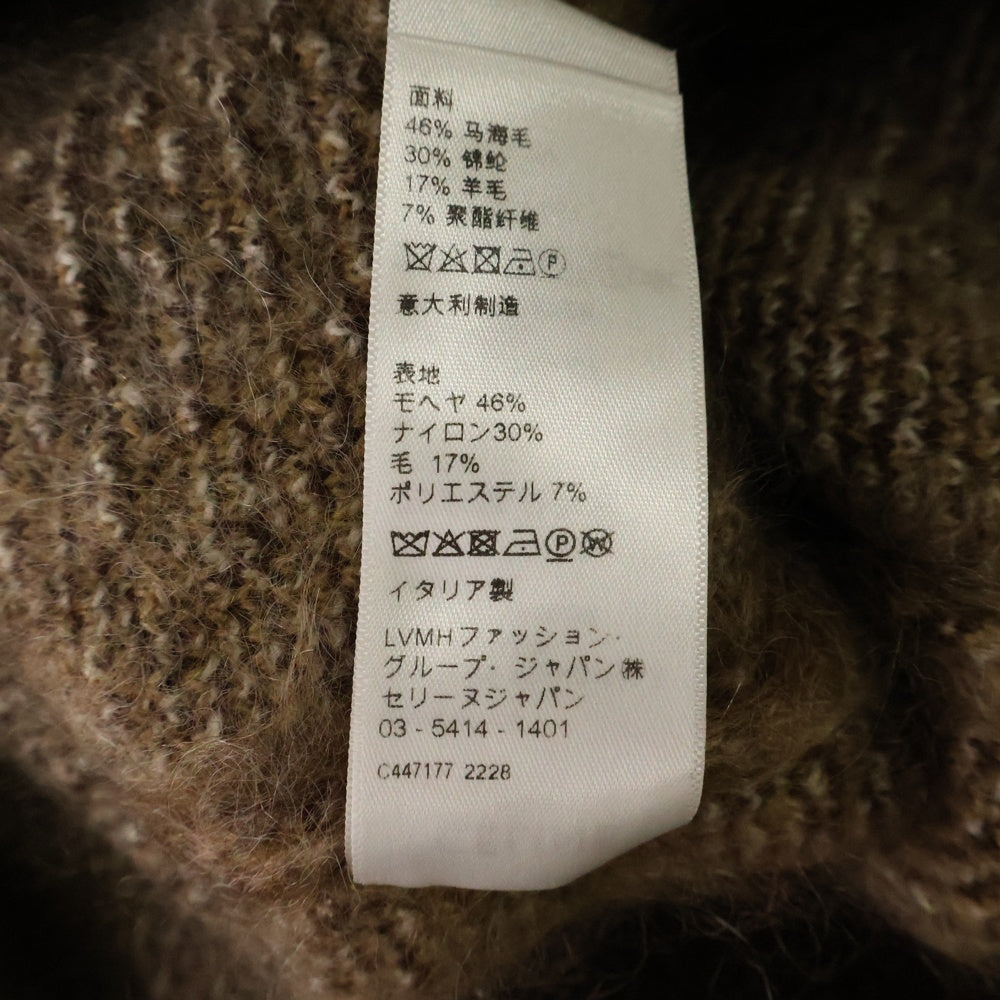 面料
46% 马海毛
30% 锦纶
17% 羊毛
7% 聚酯纤维
P
意大利制造
表地
モヘヤ 46%
ナイロン30%
毛 17%
ポリエステル 7%
P W
イタリア製
LVMHファッション・
グループ・ジャパン㈱
セリーヌジャパン
03 - 5414 - 1401
C447177 2228